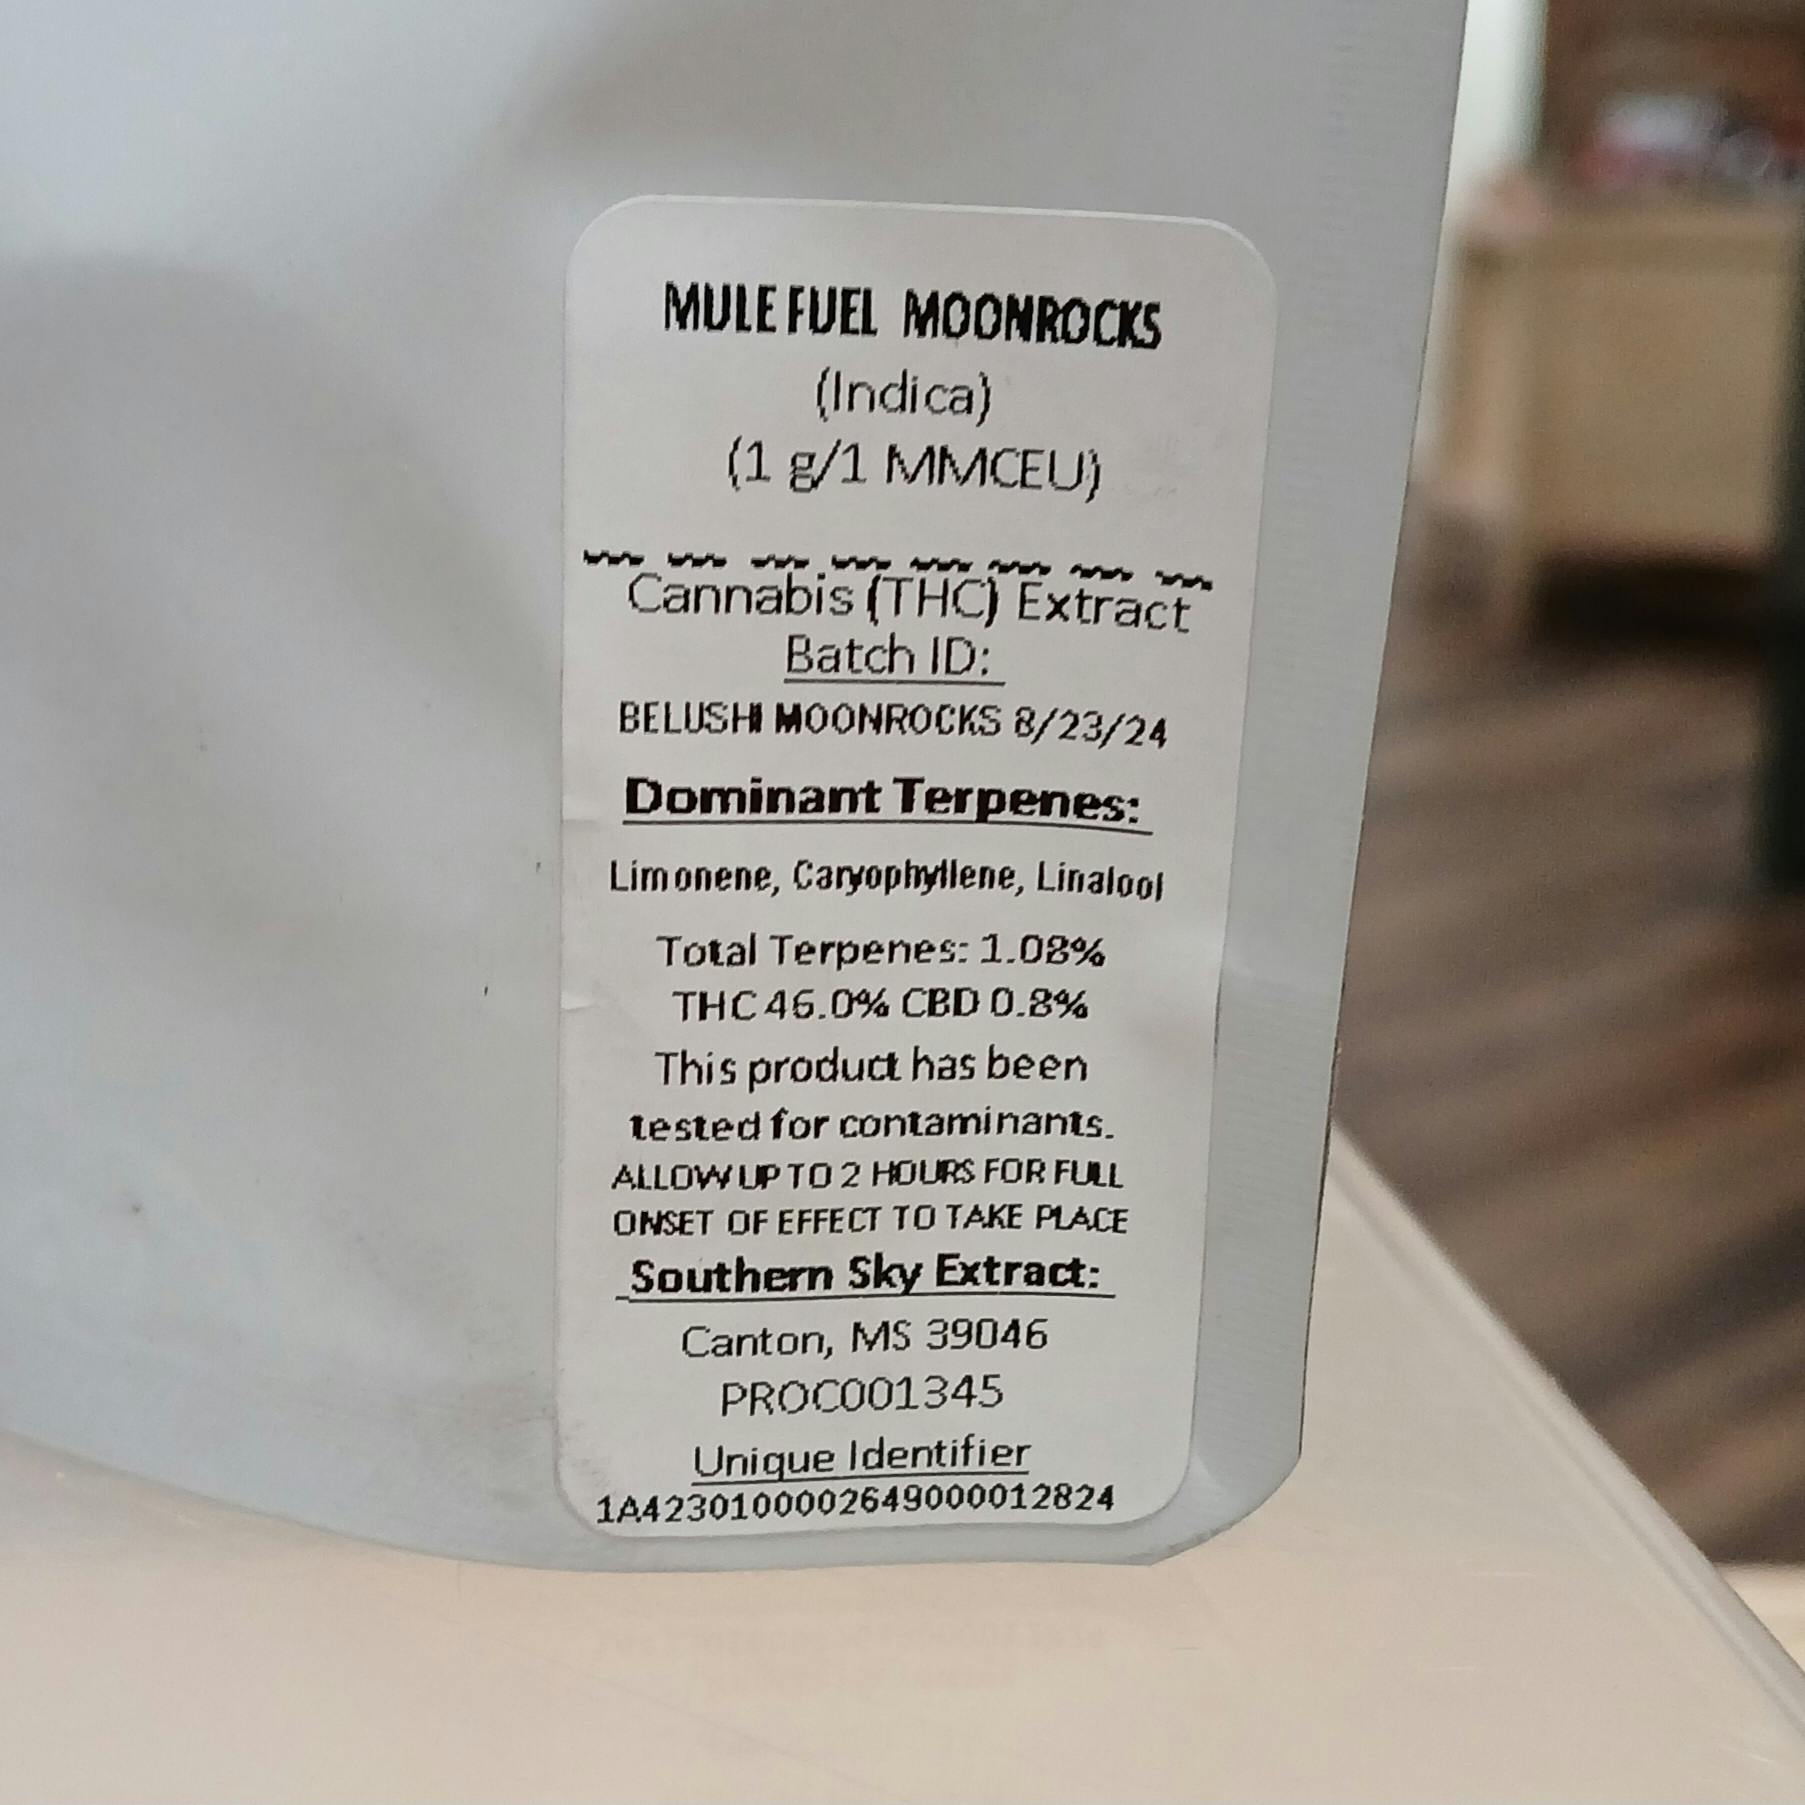 MULE FUEL MOONROCKS
(Indica)
(1 g/1 MMCEU)
Cannabis (THC) Extract
Batch ID:
BELUSHI MOONROCKS 8/23/24
Dominant Terpenes:
Limonene, Caryophyllene, Linalool
Total Terpenes: 1.08%
THC 46.0% CBD 0.8%
This product has been
tested for contaminants.
ALLOW UP TO 2 HOURS FOR FULL
ONSET OF EFFECT TO TAKE PLACE
Southern Sky Extract:
Canton, MS 39046
PROC001345
Unique Identifier
1A4230100002649000012824